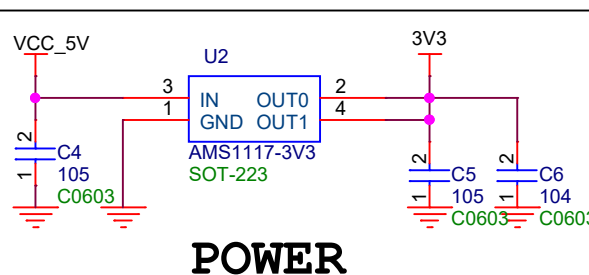 VCC_5V
3V3
U2
3
IN
OUT0
2
1
GND
OUT1
4
AMS1117-3V3
SOT-223
2
1
C4
105
C0603
2
1
C5
105
C0603
2
1
C6
104
C0603
POWER